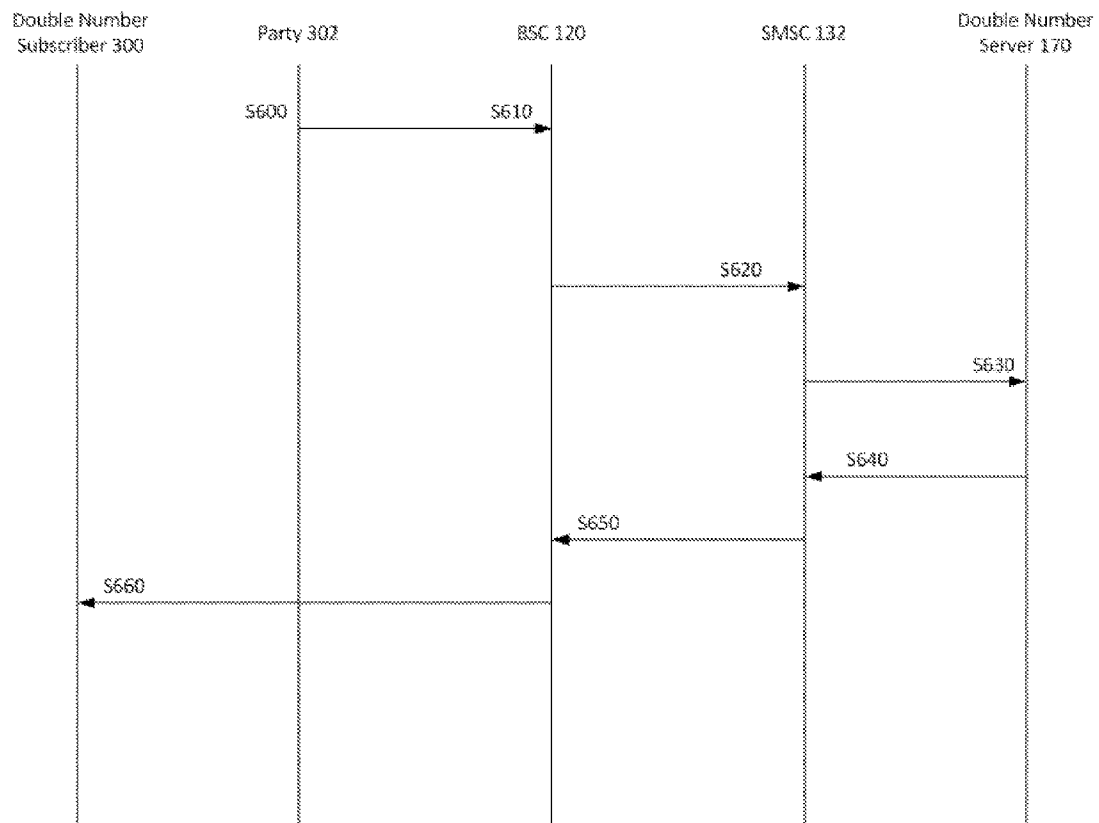 Double Number
Subscriber 300
Party 302
BSC 120
SMSC 132
Double Number
Server 170
S600
S610
S620
S630
S640
S650
S660